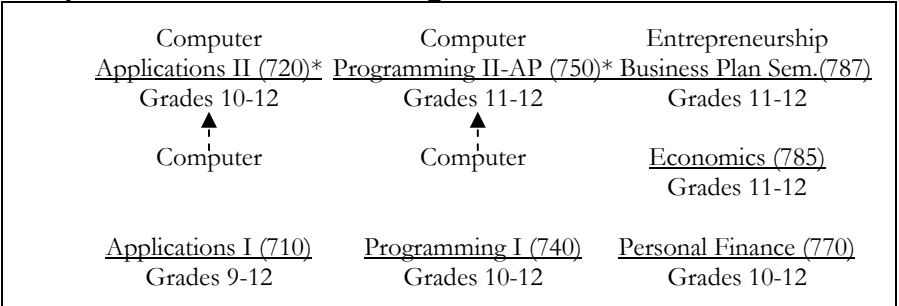 Computer Computer Entrepreneurship
Applications II (720)* Programming II-AP (750)* Business Plan Sem.(787)
Grades 10-12 Grades 11-12 Grades 11-12
Computer Computer Economics (785)
Grades 11-12
Applications I (710) Programming I (740) Personal Finance (770)
Grades 9-12 Grades 10-12 Grades 10-12